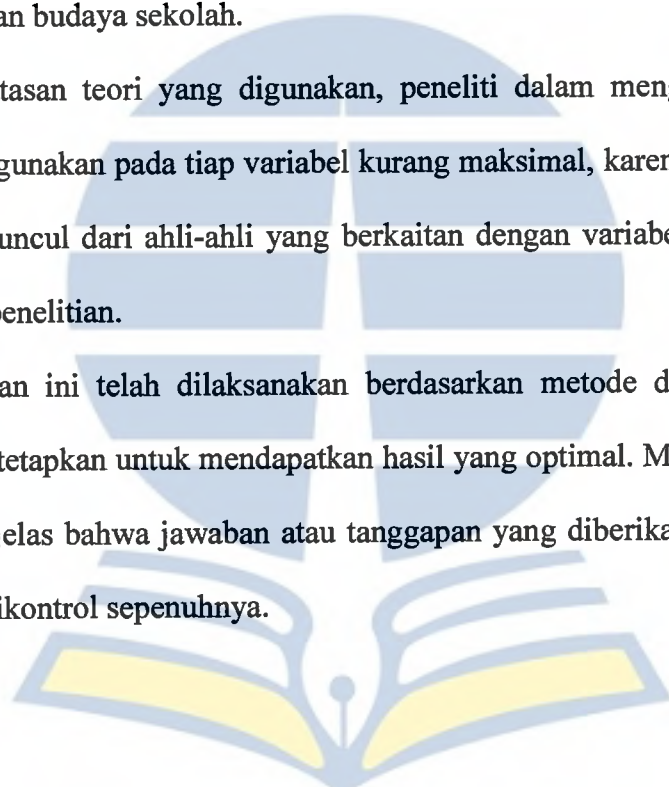 an budaya sekolah.
tasan teori yang digunakan, peneliti dalam meng
gunakan pada tiap variabel kurang maksimal, karen
uncul dari ahli-ahli yang berkaitan dengan variabe
penelitian.
an ini telah dilaksanakan berdasarkan metode d
tetapkan untuk mendapatkan hasil yang optimal. M
elas bahwa jawaban atau tanggapan yang diberika
ikontrol sepenuhnya.